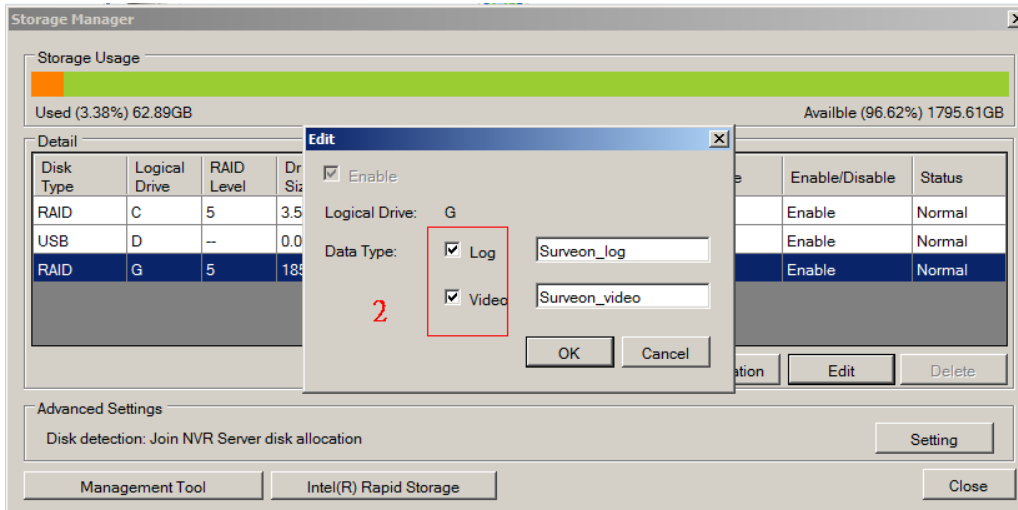 Storage Manager
Storage Usage
Used (3.38%) 62.89GB Availble (96.62%) 1795.61GB
Detail
Disk Type Logical Drive RAID Level Enable/Disable Status
RAID C 5 3.5 Enable Normal
USB D -- 0.0 Enable Normal
RAID G 5 185 Enable Normal
Edit
Enable
Logical Drive: G
Data Type: Log Surveon_log
Video Surveon_video
2
OK Cancel
Edit Delete
Advanced Settings
Disk detection: Join NVR Server disk allocation Setting
Management Tool Intel(R) Rapid Storage Close